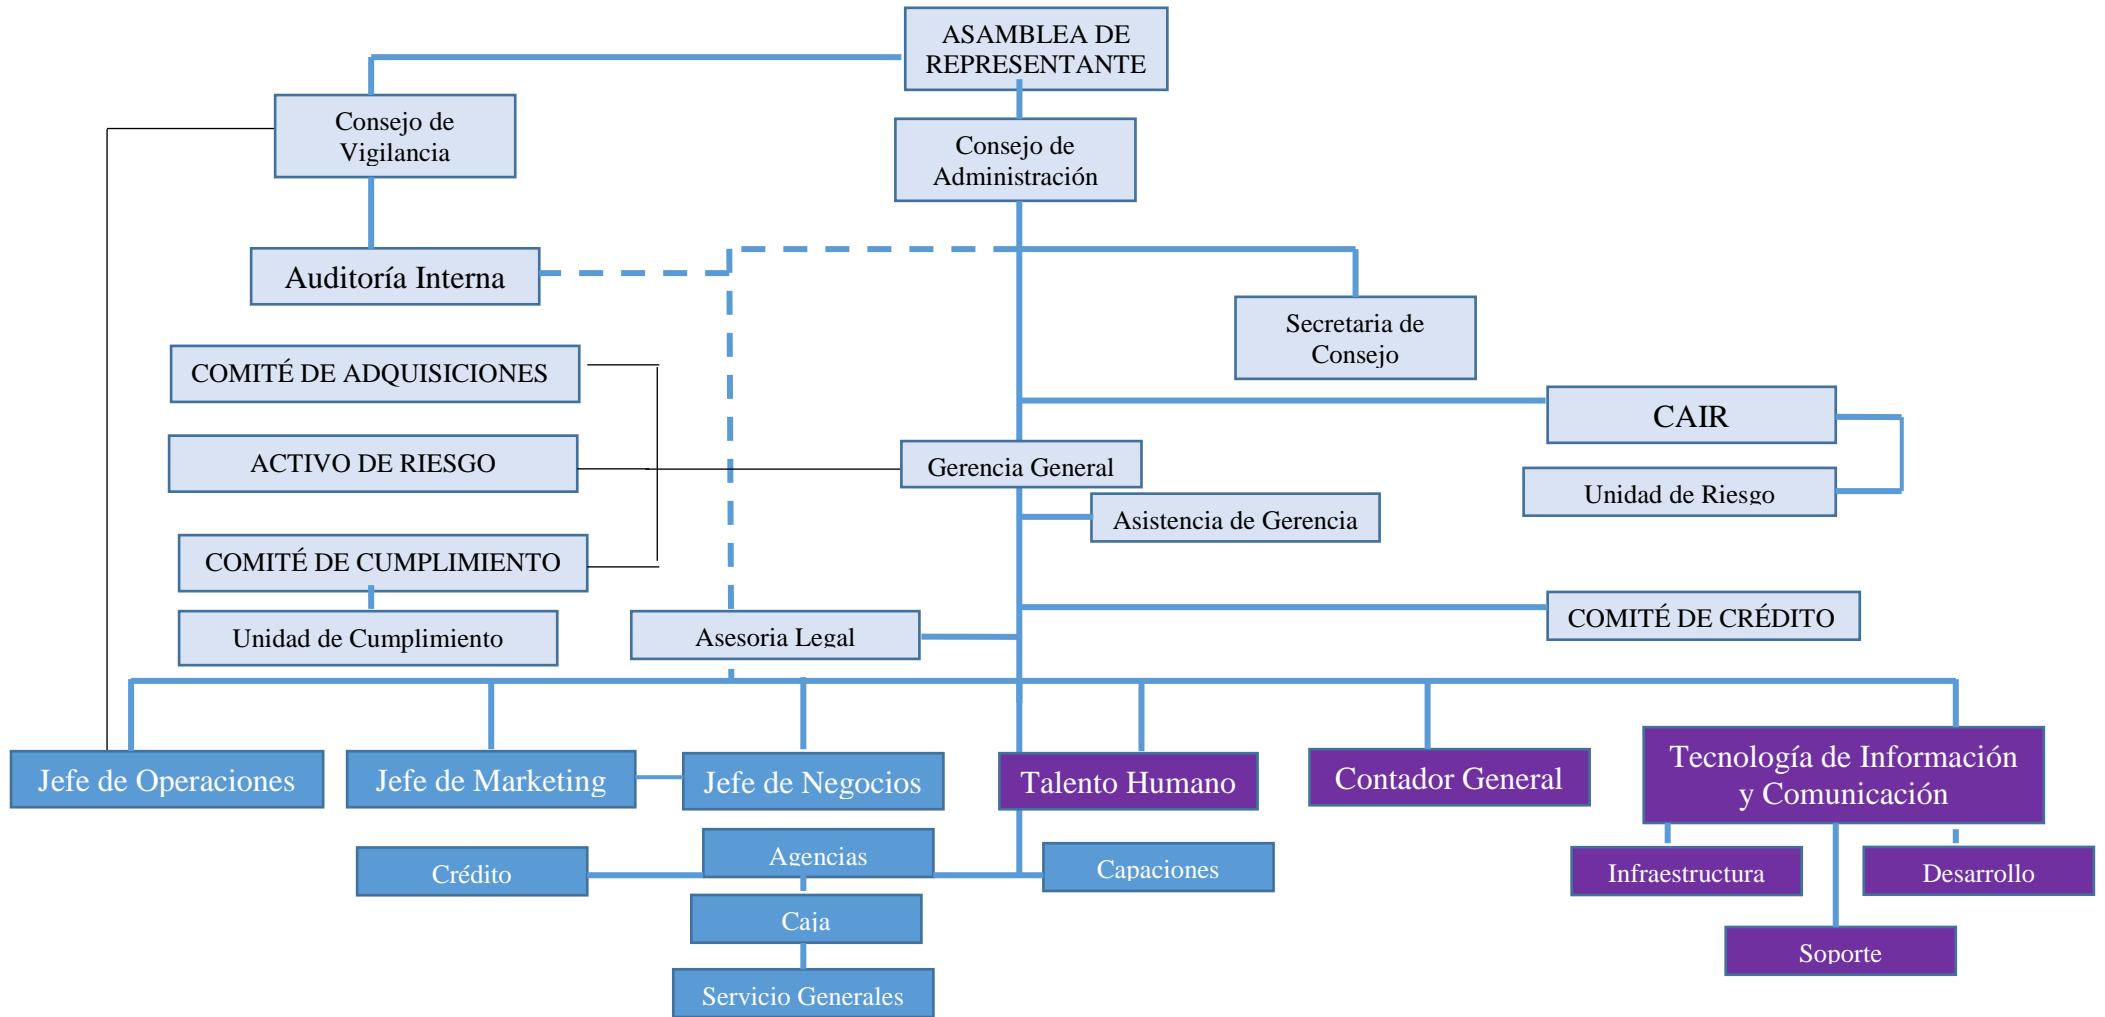 ASAMBLEA DE
REPRESENTANTE
Consejo de
Vigilancia
Consejo de
Administración
Auditoría Interna
Secretaria de
Consejo
COMITÉ DE ADQUISICIONES
CAIR
ACTIVO DE RIESGO
Gerencia General
Unidad de Riesgo
Asistencia de Gerencia
COMITÉ DE CUMPLIMIENTO
COMITÉ DE CRÉDITO
Unidad de Cumplimiento
Asesoria Legal
Jefe de Operaciones
Jefe de Marketing
Jefe de Negocios
Talento Humano
Contador General
Tecnología de Información
y Comunicación
Crédito
Agencias
Capaciones
Infraestructura
Desarrollo
Caja
Soporte
Servicio Generales